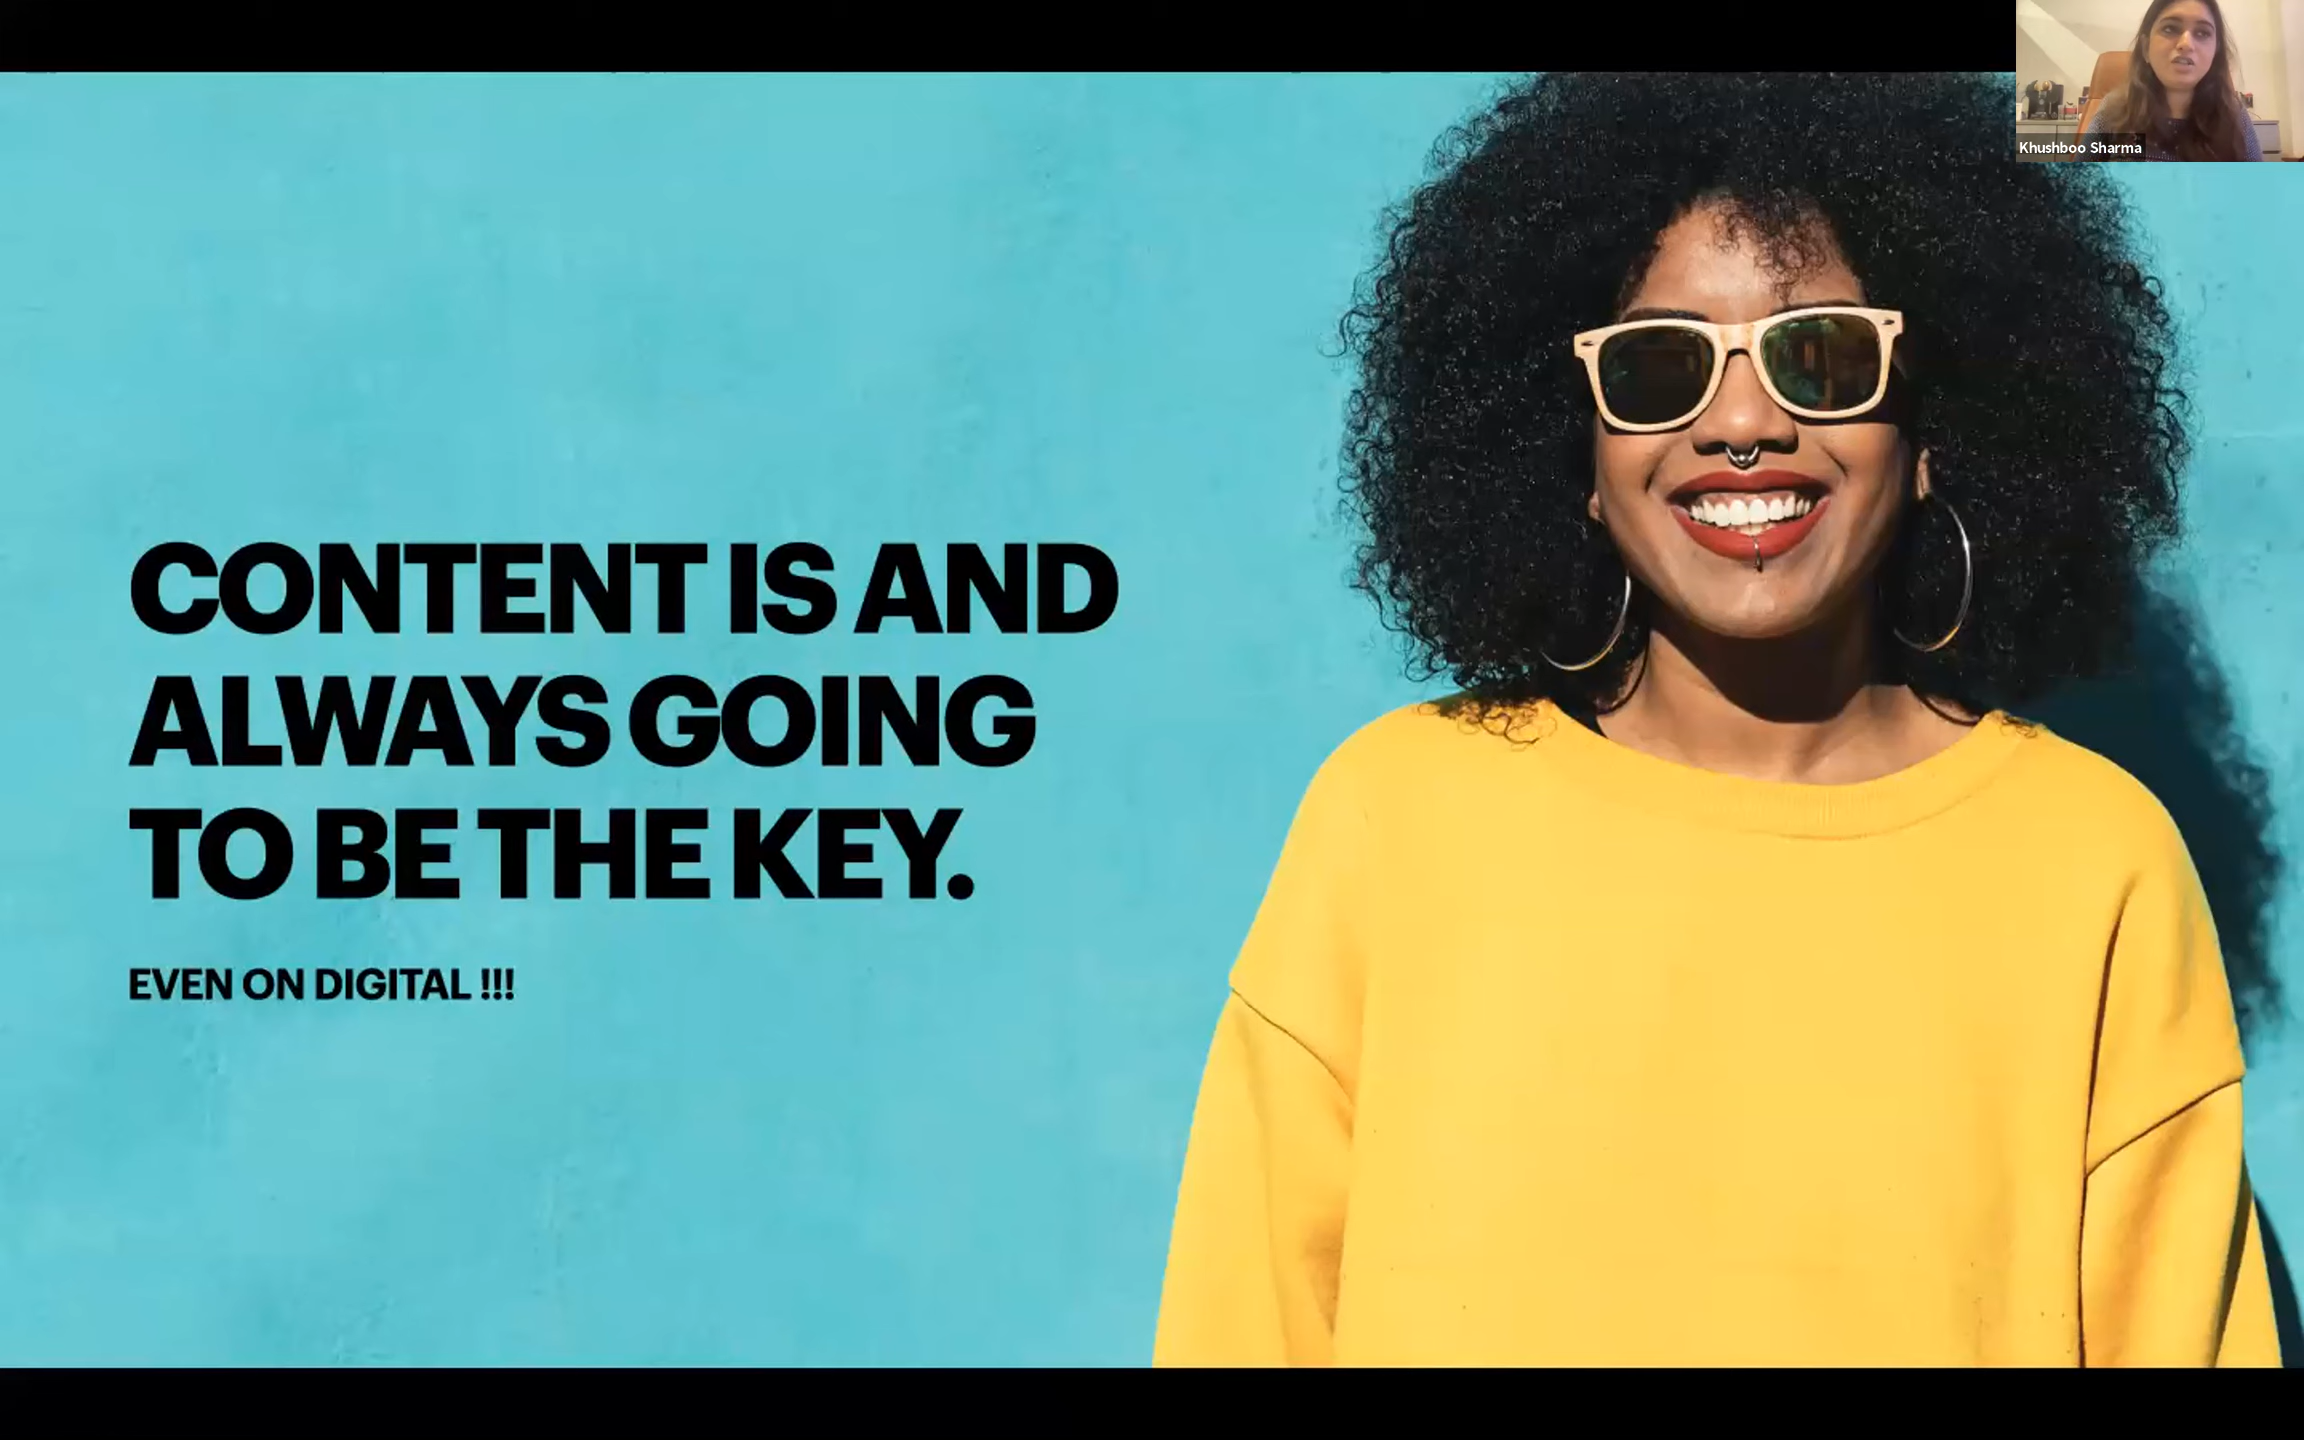 Khushboo Sharma
CONTENT IS AND
ALWAYS GOING
TO BE THE KEY.
EVEN ON DIGITAL !!!